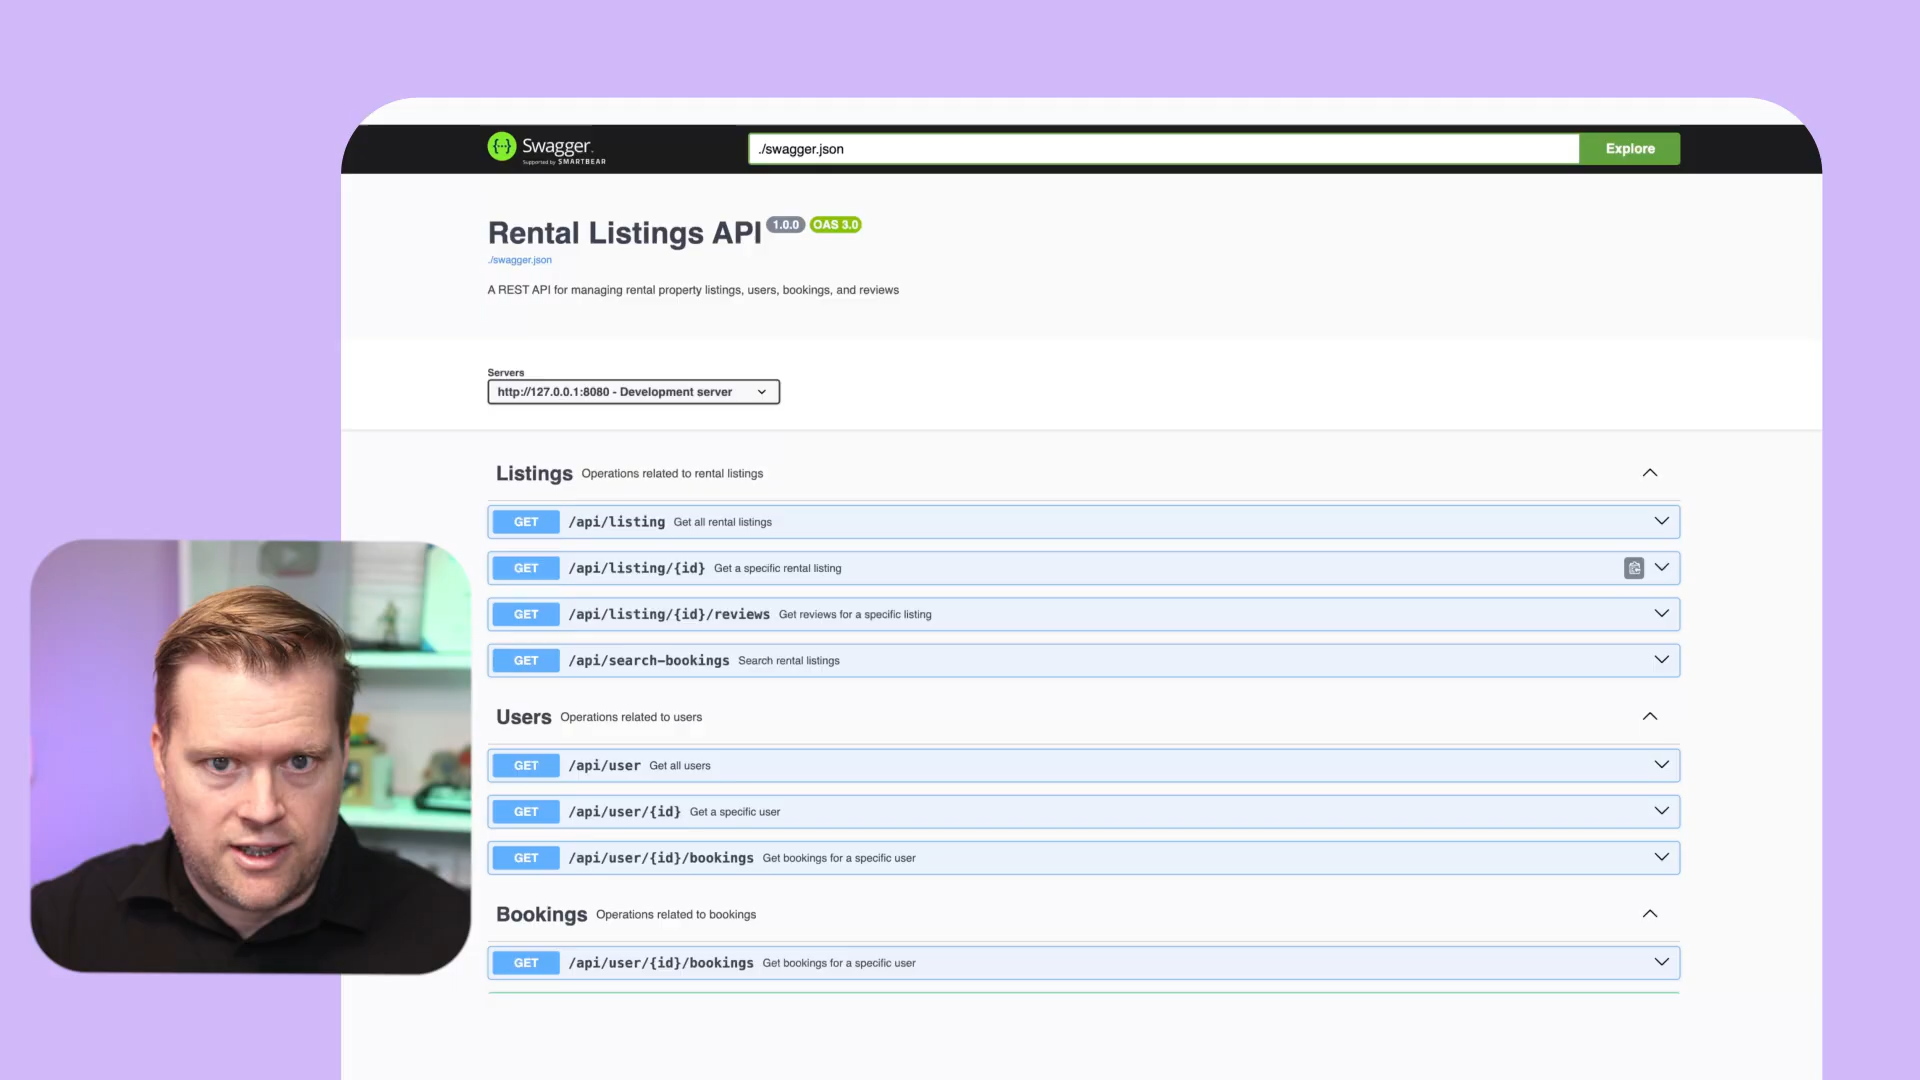 Swagger.
Supported by SMARTBEAR
./swagger.json
Explore
Rental Listings API 1.0.0 OAS 3.0
./swagger.json
A REST API for managing rental property listings, users, bookings, and reviews
Servers
http://127.0.0.1:8080 - Development server
Listings Operations related to rental listings
GET /api/listing Get all rental listings
GET /api/listing/{id} Get a specific rental listing
GET /api/listing/{id}/reviews Get reviews for a specific listing
GET /api/search-bookings Search rental listings
Users Operations related to users
GET /api/user Get all users
GET /api/user/{id} Get a specific user
GET /api/user/{id}/bookings Get bookings for a specific user
Bookings Operations related to bookings
GET /api/user/{id}/bookings Get bookings for a specific user